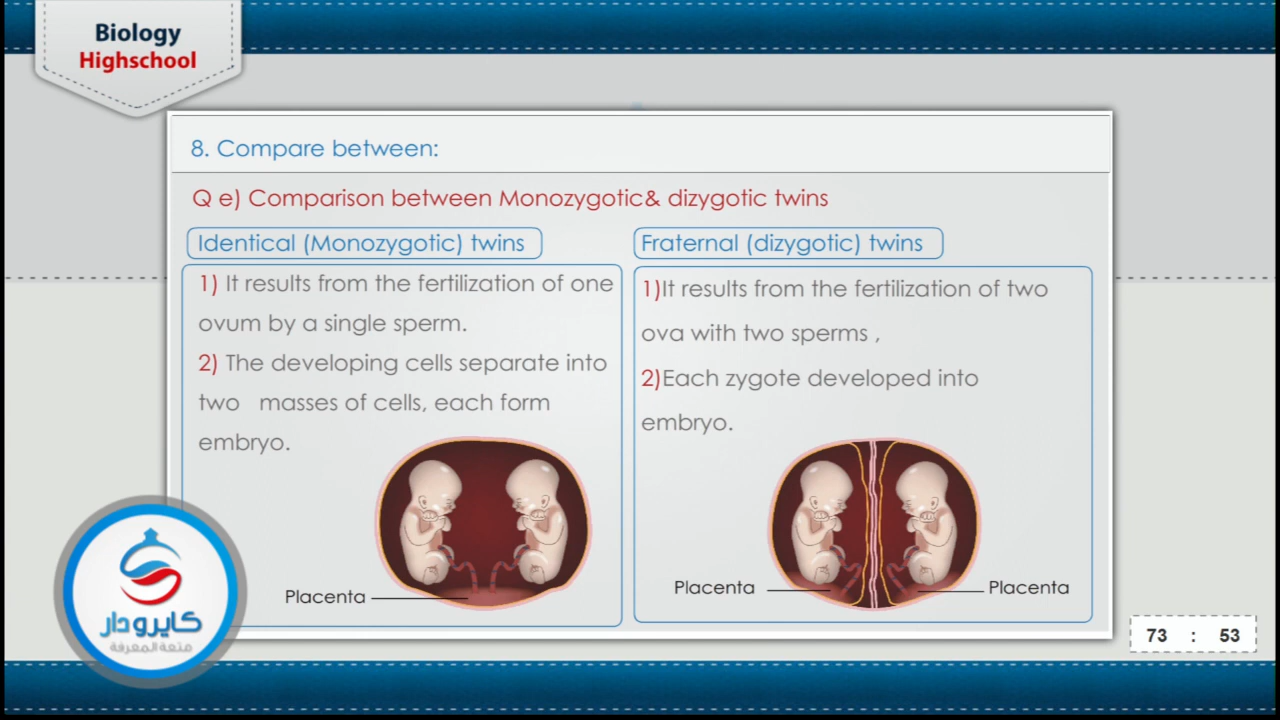 Biology
Highschool
8. Compare between:
Q e) Comparison between Monozygotic& dizygotic twins
Identical (Monozygotic) twins
1) It results from the fertilization of one
ovum by a single sperm.
2) The developing cells separate into
two masses of cells, each form
embryo.
Placenta
Fraternal (dizygotic) twins
1)It results from the fertilization of two
ova with two sperms ,
2)Each zygote developed into
embryo.
Placenta
Placenta
كايرودار
متعة المعرفة
73 : 53